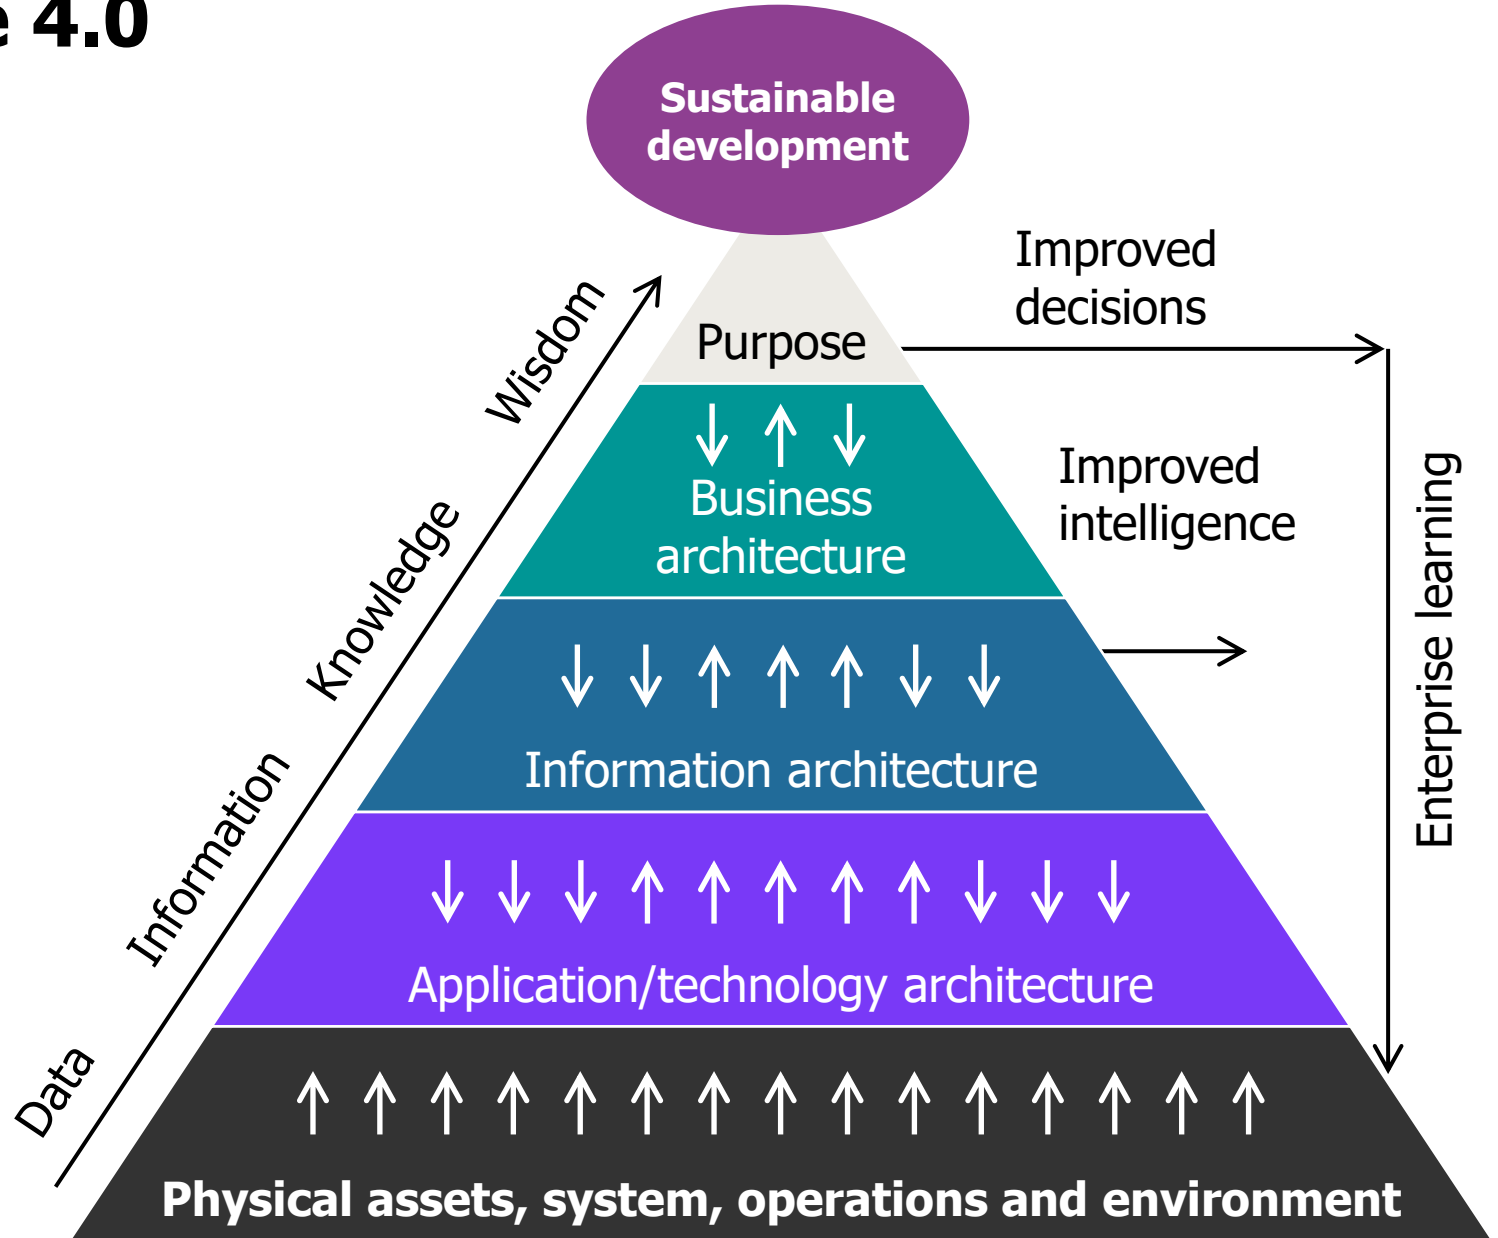 e 4.0
Sustainable
development
Improved
decisions
Wisdom
Purpose
Improved
intelligence
Business
architecture
Knowledge
Enterprise learning
Information architecture
Information
Application/technology architecture
Data
Physical assets, system, operations and environment